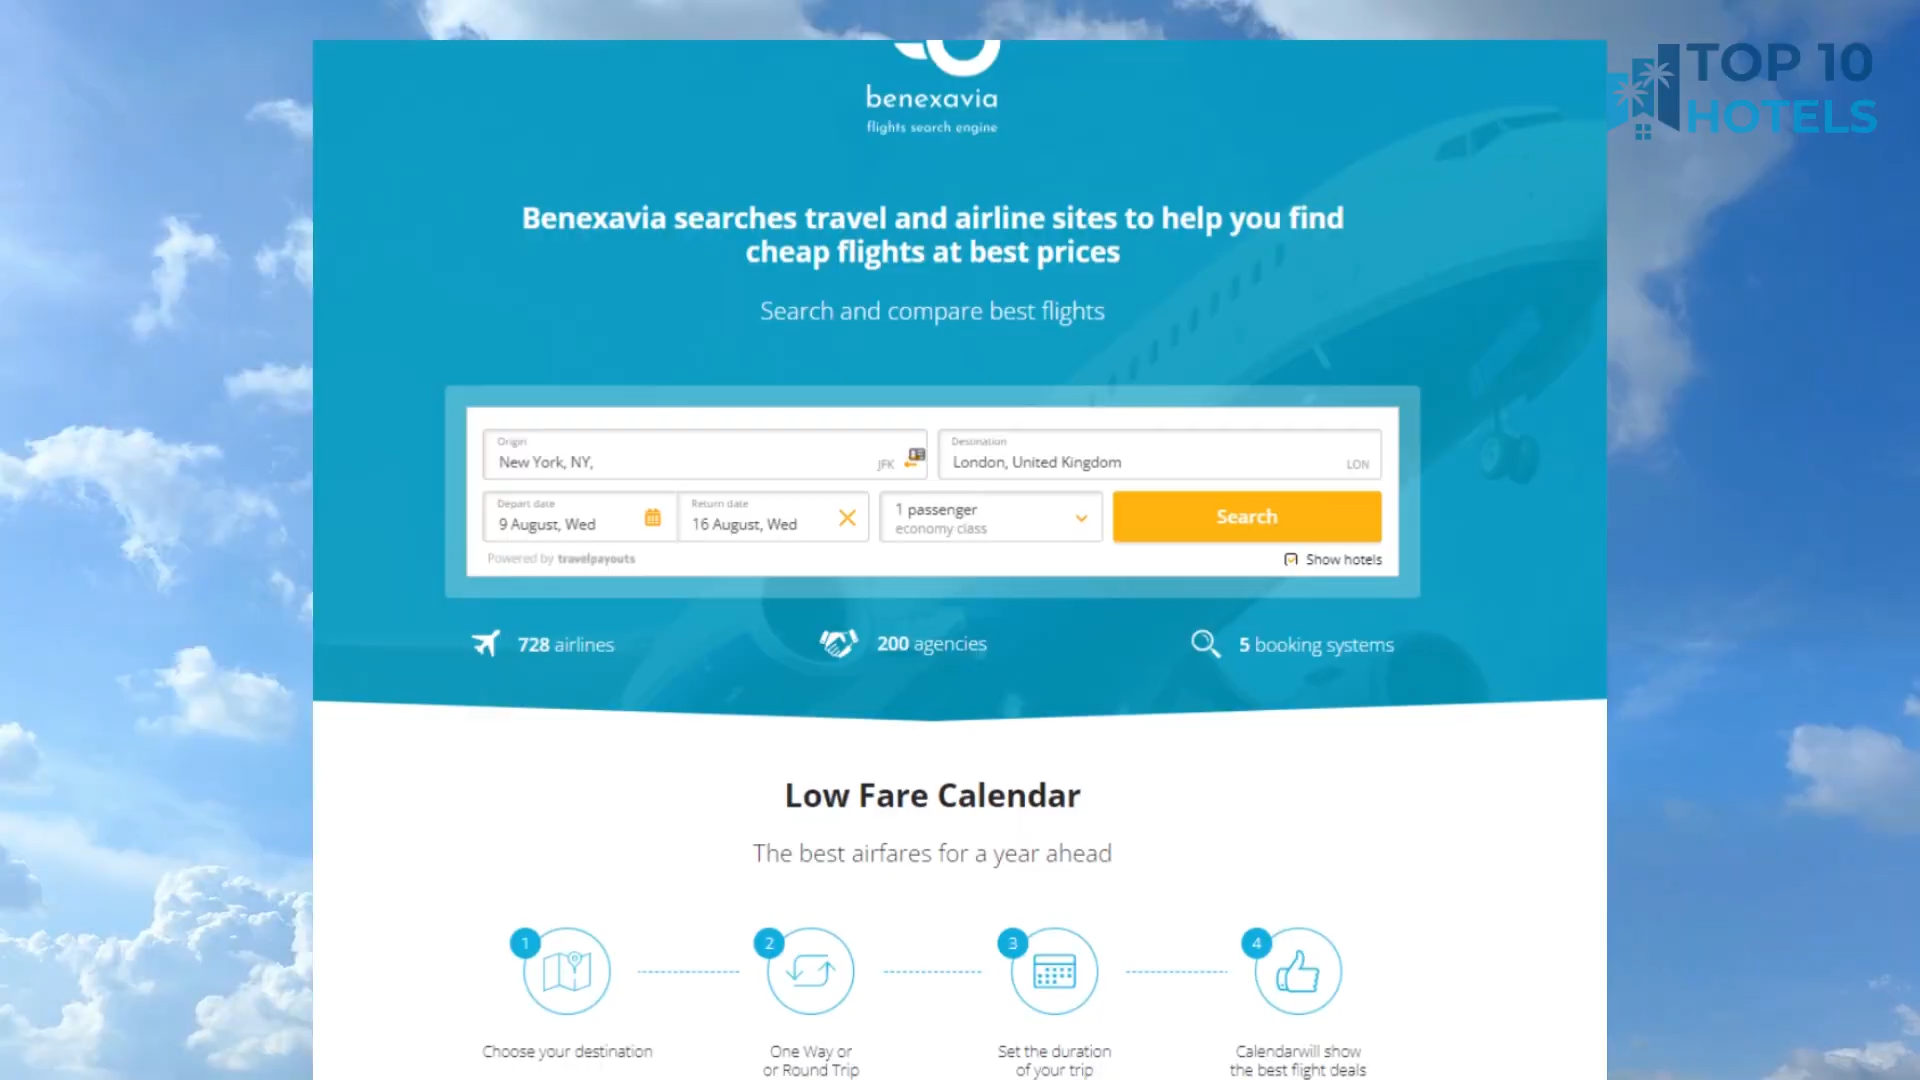 TOP 10
HOTELS
benexavia
flights search engine
Benexavia searches travel and airline sites to help you find
cheap flights at best prices
Search and compare best flights
Origin
New York, NY,
JFK
Destination
London, United Kingdom
LON
Depart date
9 August, Wed
Return date
16 August, Wed
1 passenger
economy class
Search
Powered by travelpayouts
Show hotels
728 airlines
200 agencies
5 booking systems
Low Fare Calendar
The best airfares for a year ahead
1
2
3
4
Choose your destination
One Way or
or Round Trip
Set the duration
of your trip
Calendarwill show
the best flight deals